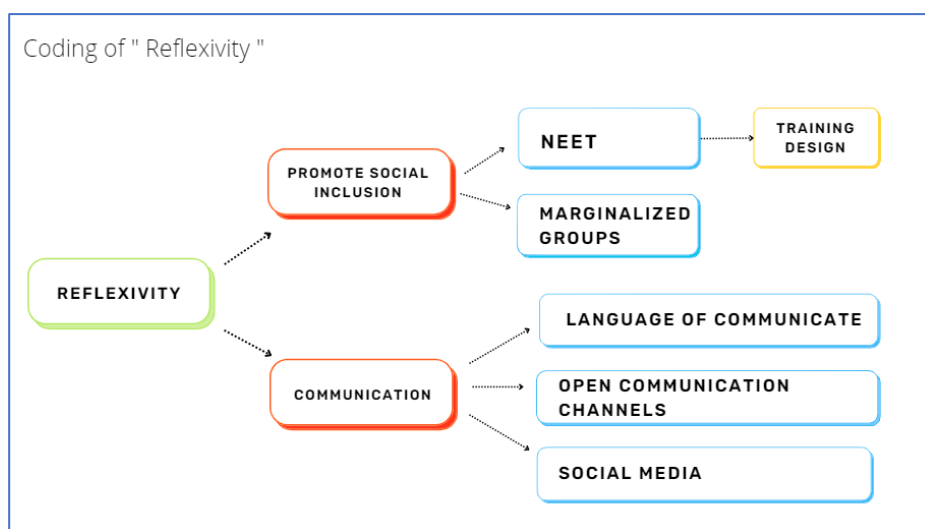 Coding of " Reflexivity "
REFLEXIVITY
PROMOTE SOCIAL
INCLUSION
NEET
TRAINING
DESIGN
MARGINALIZED
GROUPS
COMMUNICATION
LANGUAGE OF COMMUNICATE
OPEN COMMUNICATION
CHANNELS
SOCIAL MEDIA